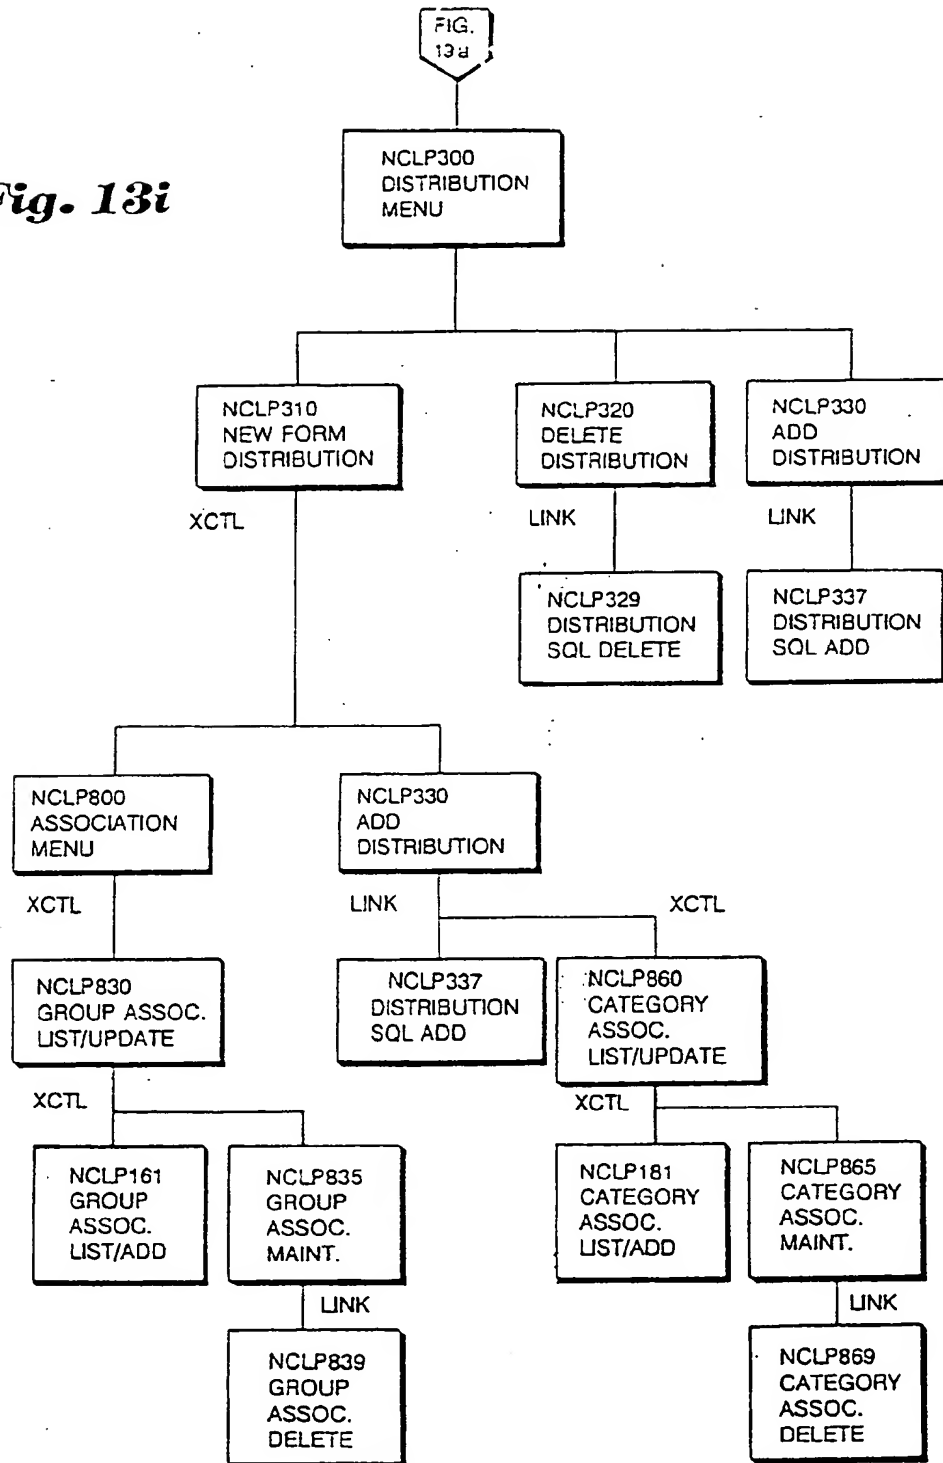 FIG.
13a
Fig. 13i
NCLP300
DISTRIBUTION
MENU
NCLP310
NEW FORM
DISTRIBUTION
NCLP320
DELETE
DISTRIBUTION
NCLP330
ADD
DISTRIBUTION
XCTL
LINK
LINK
NCLP329
DISTRIBUTION
SQL DELETE
NCLP337
DISTRIBUTION
SQL ADD
NCLP800
ASSOCIATION
MENU
NCLP330
ADD
DISTRIBUTION
XCTL
LINK
XCTL
NCLP830
GROUP ASSOC.
LIST/UPDATE
NCLP337
DISTRIBUTION
SQL ADD
NCLP860
CATEGORY
ASSOC.
LIST/UPDATE
XCTL
XCTL
NCLP161
GROUP
ASSOC.
LIST/ADD
NCLP835
GROUP
ASSOC.
MAINT.
NCLP181
CATEGORY
ASSOC.
LIST/ADD
NCLP865
CATEGORY
ASSOC.
MAINT.
LINK
LINK
NCLP839
GROUP
ASSOC.
DELETE
NCLP869
CATEGORY
ASSOC.
DELETE